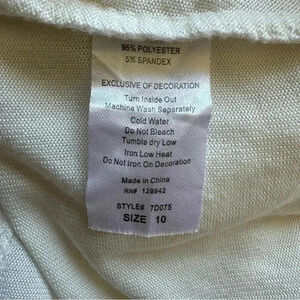 95% POLYESTER
5% SPANDEX
EXCLUSIVE OF DECORATION
Turn Inside Out
Machine Wash Separately
Cold Water
Do Not Bleach
Tumble dry Low
Iron Low Heat
Do Not Iron On Decoration
Made in China
RN# 129942
STYLE# 7D075
SIZE 10